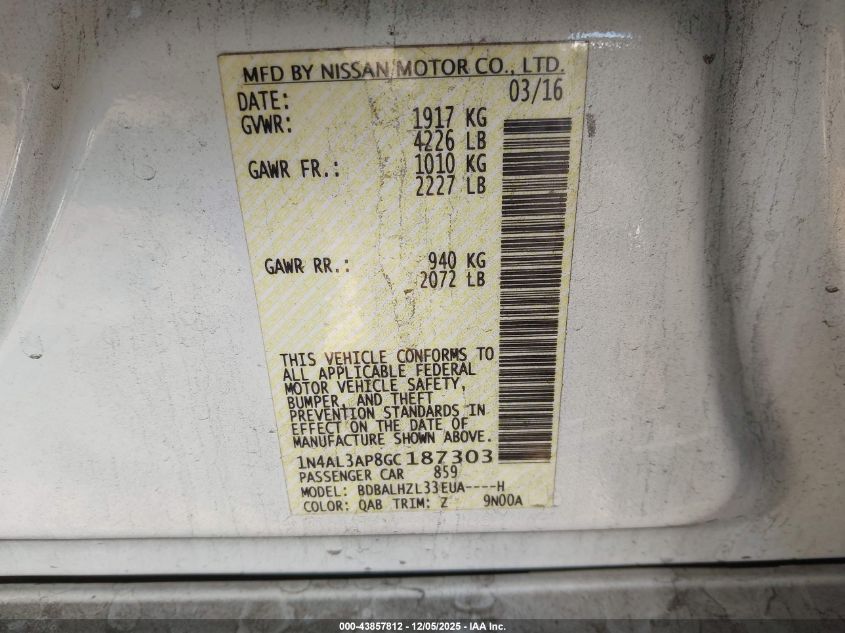 MFD BY NISSAN MOTOR CO., LTD.
DATE: 03/16
GVWR: 1917 KG
4226 LB
GAWR FR.: 1010 KG
2227 LB
GAWR RR.: 940 KG
2072 LB
THIS VEHICLE CONFORMS TO
ALL APPLICABLE FEDERAL
MOTOR VEHICLE SAFETY,
BUMPER, AND THEFT
PREVENTION STANDARDS IN
EFFECT ON THE DATE OF
MANUFACTURE SHOWN ABOVE.
1N4AL3AP8GC187303
PASSENGER CAR 859
MODEL: BDBALHZL33EUA----H
COLOR: QAB TRIM: Z 9N00A
000-43857812 - 12/05/2025 - IAA Inc.